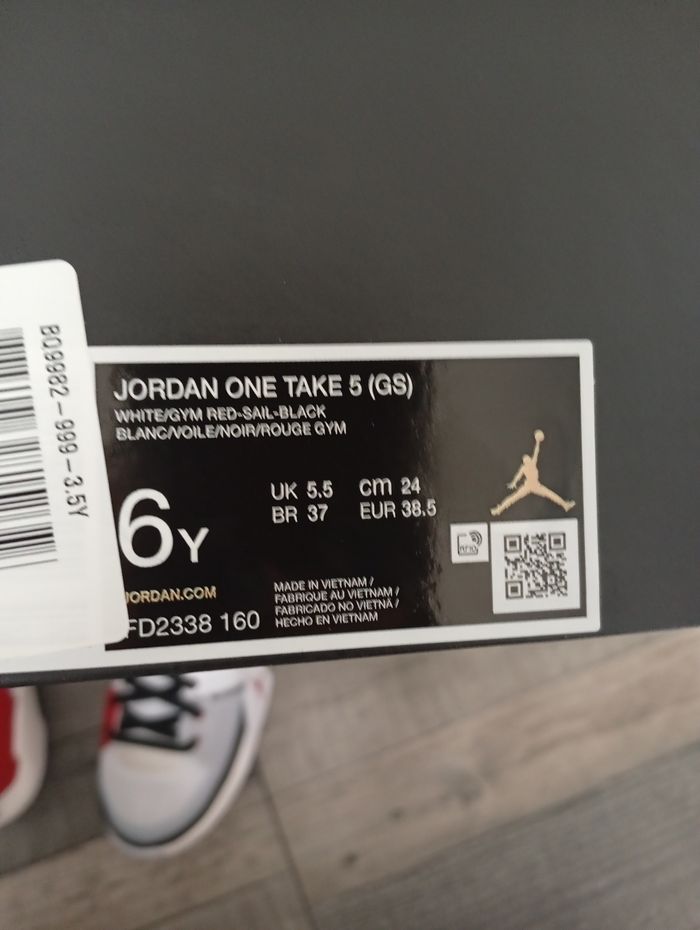 BO9982-999-3.5Y
JORDAN ONE TAKE 5 (GS)
WHITE/GYM RED-SAIL-BLACK
BLANC/VOILE/NOIR/ROUGE GYM
6Y
UK 5.5 cm 24
BR 37 EUR 38.5
JORDAN.COM
FD2338 160
MADE IN VIETNAM /
FABRIQUE AU VIETNAM /
FABRICADO NO VIETNÃ /
HECHO EN VIETNAM
RFID